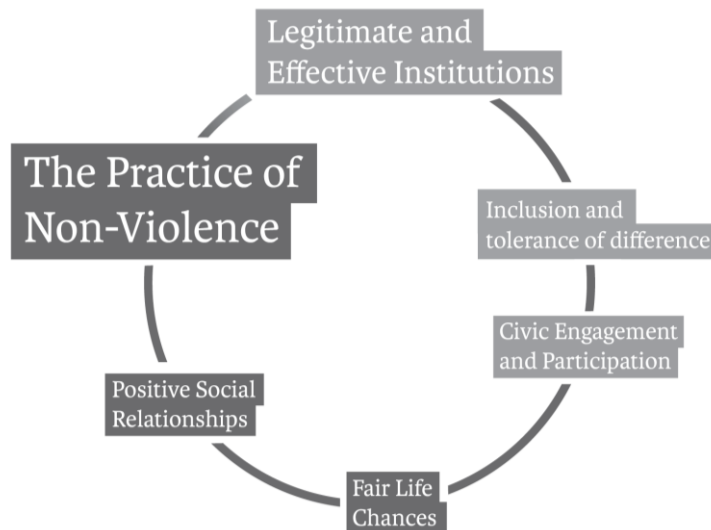 Legitimate and
Effective Institutions
The Practice of
Non-Violence
Inclusion and
tolerance of difference
Civic Engagement
and Participation
Positive Social
Relationships
Fair Life
Chances